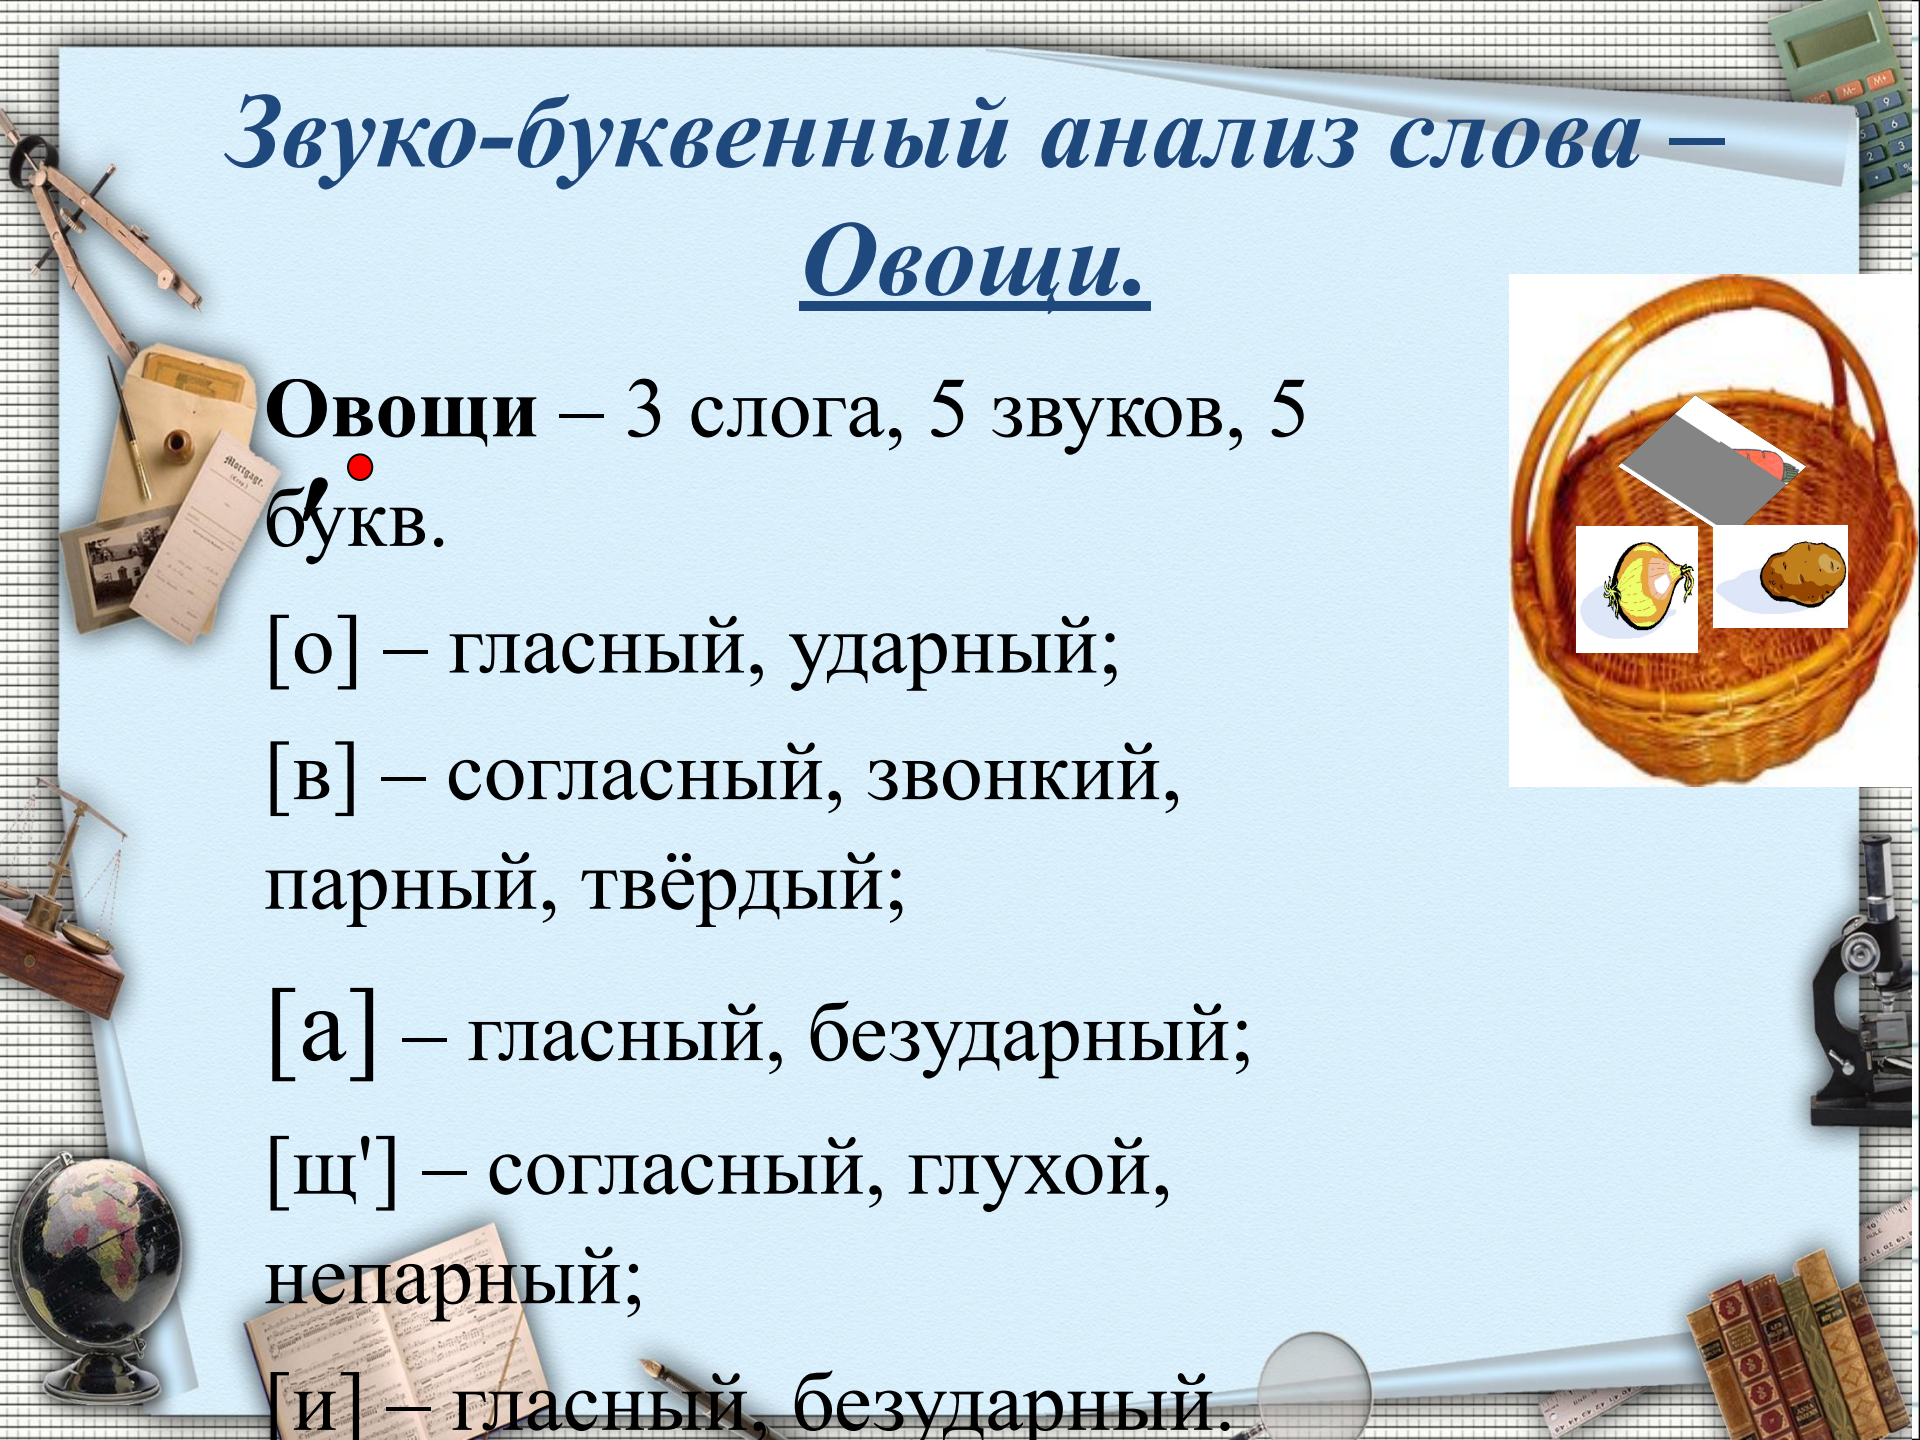 Звуко-буквенный анализ слова –
Овощи.
Овощи – 3 слога, 5 звуков, 5
букв.
[о] – гласный, ударный;
[в] – согласный, звонкий,
парный, твёрдый;
[а] – гласный, безударный;
[щ'] – согласный, глухой,
непарный;
[и] – гласный, безударный.
Mortgage.